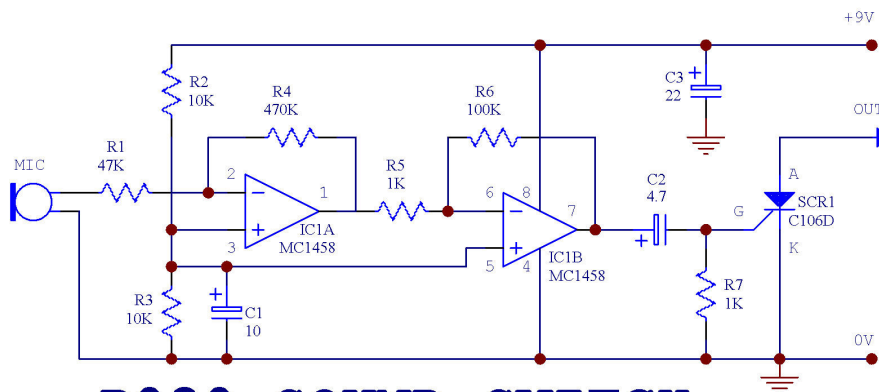 +9V
R2
10K
R4
470K
R6
100K
C3
22
OUT
MIC
R1
47K
2
1
R5
1K
6
8
7
C2
4.7
A
SCR1
C106D
G
3
IC1A
MC1458
5
4
IC1B
MC1458
K
R3
10K
C1
10
R7
1K
0V